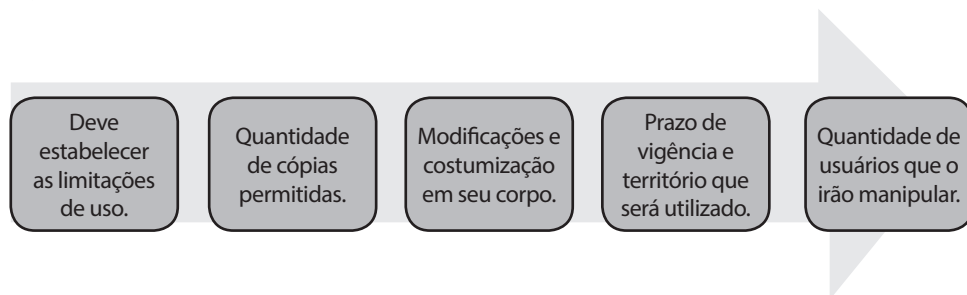 Deve
estabelecer
as limitações
de uso.
Quantidade
de cópias
permitidas.
Modificações e
costumização
em seu corpo.
Prazo de
vigência e
território que
será utilizado.
Quantidade de
usuários que o
irão manipular.